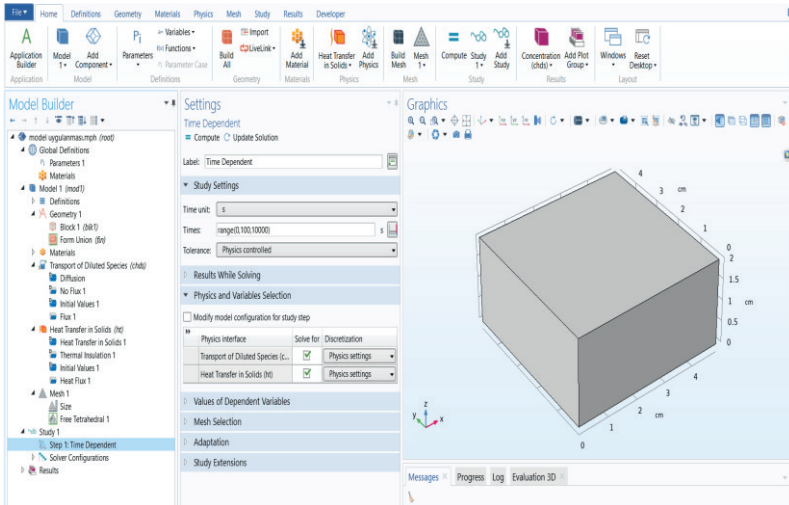 File ▾ Home Definitions Geometry Materials Physics Mesh Study Results Developer
Application Builder
Model 1 ▾
Add Component ▾
Pi Parameters ▾
a= Variables ▾
f(x) Functions ▾
Pi Parameter Case
Build All
Import
LiveLink ▾
Add Material
Heat Transfer in Solids ▾
Add Physics
Build Mesh
Mesh 1 ▾
Compute
Study 1 ▾
Add Study
Concentration (chds) ▾
Add Plot Group ▾
Windows ▾
Reset Desktop ▾
Application Model Definitions Geometry Materials Physics Mesh Study Results Layout
Model Builder
model uygulanması.mph (root)
Global Definitions
Pi Parameters 1
Materials
Model 1 (mod1)
Definitions
Geometry 1
Block 1 (blk1)
Form Union (fin)
Materials
Transport of Diluted Species (chds)
Diffusion
No Flux 1
Initial Values 1
Flux 1
Heat Transfer in Solids (ht)
Heat Transfer in Solids 1
Thermal Insulation 1
Initial Values 1
Heat Flux 1
Mesh 1
Size
Free Tetrahedral 1
Study 1
Step 1: Time Dependent
Solver Configurations
Results
Settings
Time Dependent
= Compute Update Solution
Label: Time Dependent
Study Settings
Time unit: s
Times: range(0,100,10000) s
Tolerance: Physics controlled
Results While Solving
Physics and Variables Selection
Modify model configuration for study step
Physics interface Solve for Discretization
Transport of Diluted Species (c... Physics settings
Heat Transfer in Solids (ht) Physics settings
Values of Dependent Variables
Mesh Selection
Adaptation
Study Extensions
Graphics
4
3 cm
2
1
0
2
1.5
1 cm
0.5
0
4
3
2 cm
1
0
z
y x
Messages Progress Log Evaluation 3D